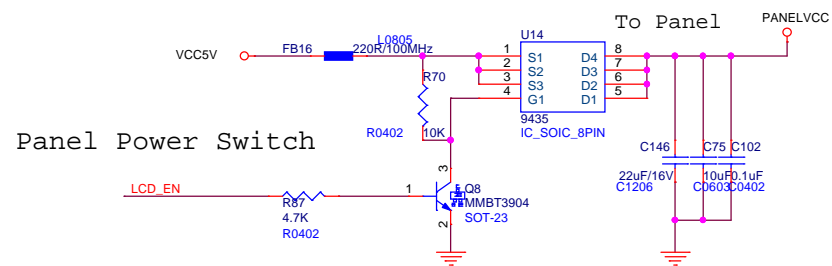 U14
To Panel
PANELVCC
L0805
VCC5V
FB16
220R/100MHz
1
S1
D4
8
2
S2
D3
7
3
S3
D2
6
4
G1
D1
5
R70
R0402
10K
9435
IC_SOIC_8PIN
Panel Power Switch
C146
C75
C102
22uF/16V
10uF
0.1uF
C1206
C0603
C0402
3
LCD_EN
1
Q8
R87
MMBT3904
4.7K
SOT-23
2
R0402